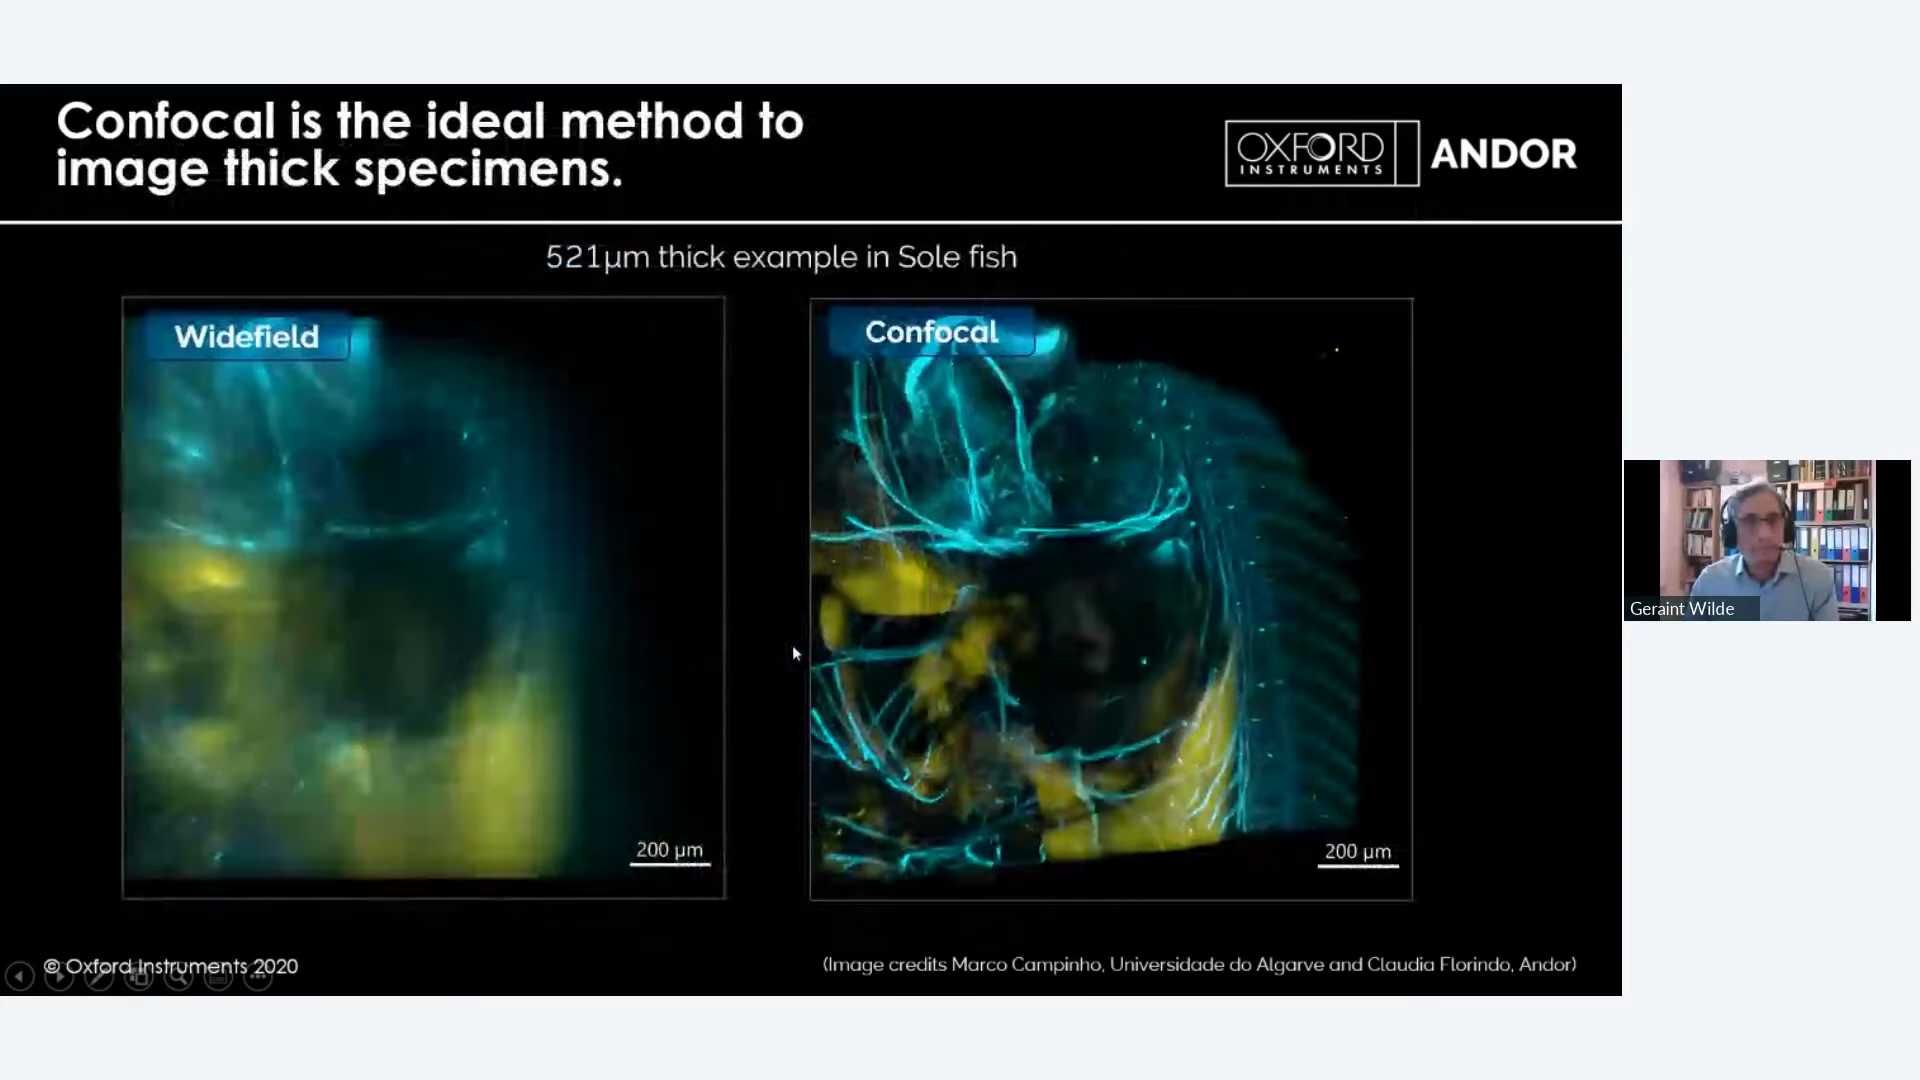 Confocal is the ideal method to
image thick specimens.
OXFORD
INSTRUMENTS
ANDOR
521µm thick example in Sole fish
Widefield
Confocal
200 µm
200 µm
Geraint Wilde
© Oxford Instruments 2020
(Image credits Marco Campinho, Universidade do Algarve and Claudia Florindo, Andor)